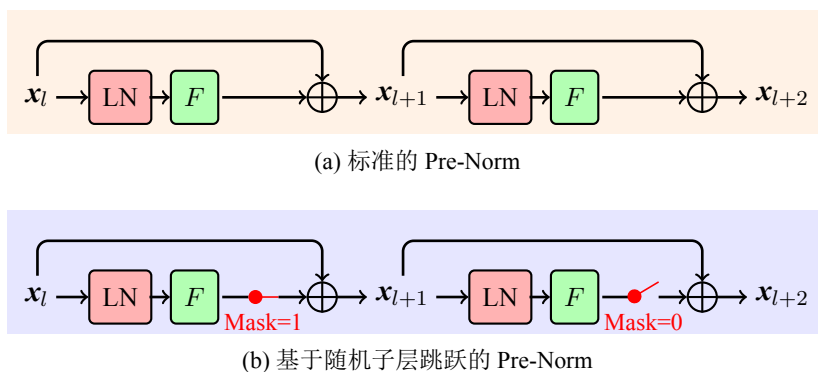 x_l LN F x_{l+1} LN F x_{l+2}
(a) 标准的 Pre-Norm
x_l LN F x_{l+1} LN F x_{l+2}
Mask=1 Mask=0
(b) 基于随机子层跳跃的 Pre-Norm